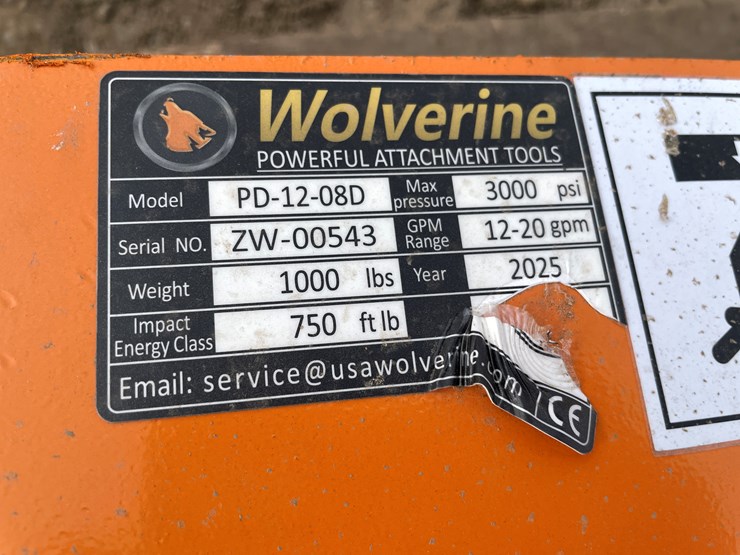 Wolverine
POWERFUL ATTACHMENT TOOLS
Model PD-12-08D Max pressure 3000 psi
Serial NO. ZW-00543 GPM Range 12-20 gpm
Weight 1000 lbs Year 2025
Impact Energy Class 750 ft lb
Email: service@usawolverine.com CE